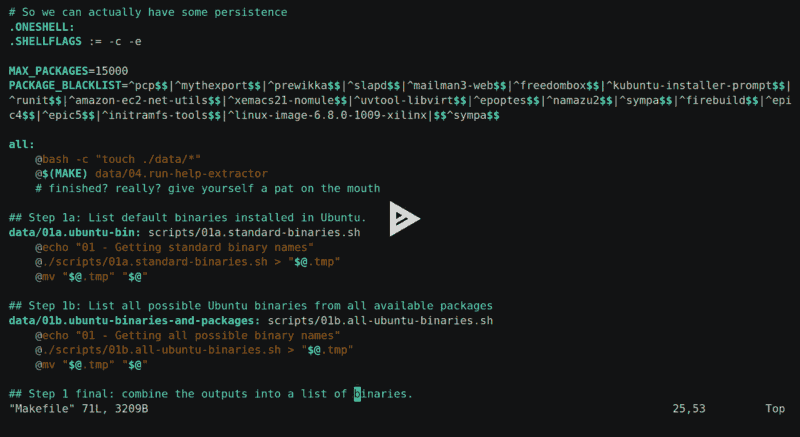 # So we can actually have some persistence
.ONESHELL:
.SHELLFLAGS := -c -e
MAX_PACKAGES=15000
PACKAGE_BLACKLIST=^pcp$$|^mythexport$$|^prewikka$$|^slapd$$|^mailman3-web$$|^freedombox$$|^kubuntu-installer-prompt$$|
^runit$$|^amazon-ec2-net-utils$$|^xemacs21-nomule$$|^uvtool-libvirt$$|^epoptes$$|^namazu2$$|^sympa$$|^firebuild$$|^epi
c4$$|^epic5$$|^initramfs-tools$$|^linux-image-6.8.0-1009-xilinx|$$^sympa$$
all:
@bash -c "touch ./data/*"
@$(MAKE) data/04.run-help-extractor
# finished? really? give yourself a pat on the mouth
## Step 1a: List default binaries installed in Ubuntu.
data/01a.ubuntu-bin: scripts/01a.standard-binaries.sh
@echo "01 - Getting standard binary names"
@./scripts/01a.standard-binaries.sh > "$@.tmp"
@mv "$@.tmp" "$@"
## Step 1b: List all possible Ubuntu binaries from all available packages
data/01b.ubuntu-binaries-and-packages: scripts/01b.all-ubuntu-binaries.sh
@echo "01 - Getting all possible binary names"
@./scripts/01b.all-ubuntu-binaries.sh > "$@.tmp"
@mv "$@.tmp" "$@"
## Step 1 final: combine the outputs into a list of binaries.
"Makefile" 71L, 3209B 25,53 Top